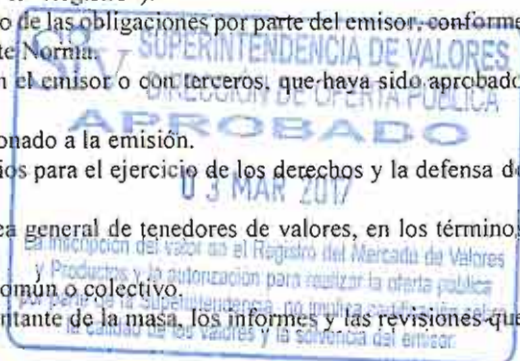 o de las obligaciones por parte del emisor, conforme
te Norma.
SIV SUPERINTENDENCIA DE VALORES
n el emisor o con terceros, que haya sido aprobado
DIRECCIÓN DE OFERTA PÚBLICA
APROBADO
onado a la emisión.
ios para el ejercicio de los derechos y la defensa de
03 MAR 2017
ea general de tenedores de valores, en los términos
La inscripción del valor en el Registro del Mercado de Valores
y Productos y la autorización para realizar la oferta pública
omún o colectivo.
por parte de la Superintendencia, no implica certificación sobre
ntante de la masa, los informes y las revisiones que
la calidad de los valores y la solvencia del emisor.